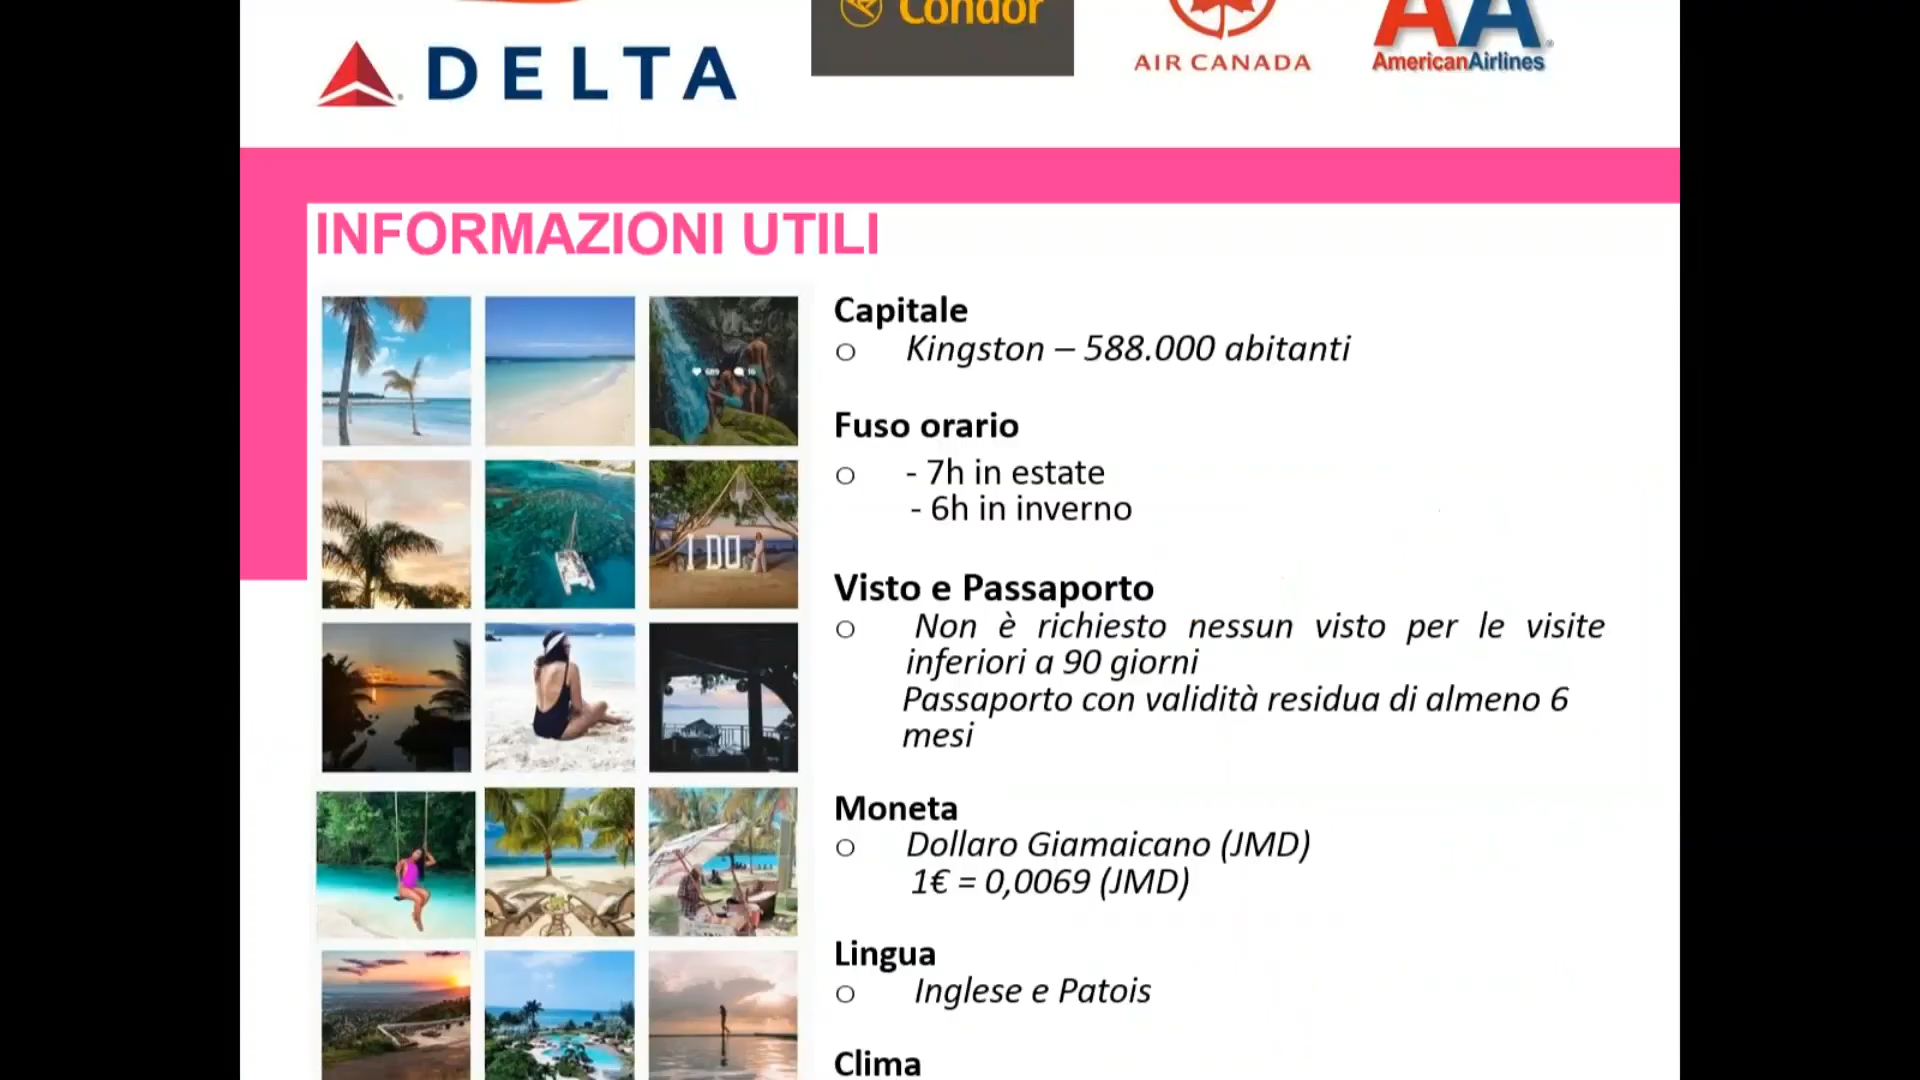 Condor
DELTA
AIR CANADA
AA
AmericanAirlines
INFORMAZIONI UTILI
Capitale
o Kingston – 588.000 abitanti
Fuso orario
o - 7h in estate
- 6h in inverno
I DO
Visto e Passaporto
o Non è richiesto nessun visto per le visite
inferiori a 90 giorni
Passaporto con validità residua di almeno 6
mesi
Moneta
o Dollaro Giamaicano (JMD)
1€ = 0,0069 (JMD)
Lingua
o Inglese e Patois
Clima